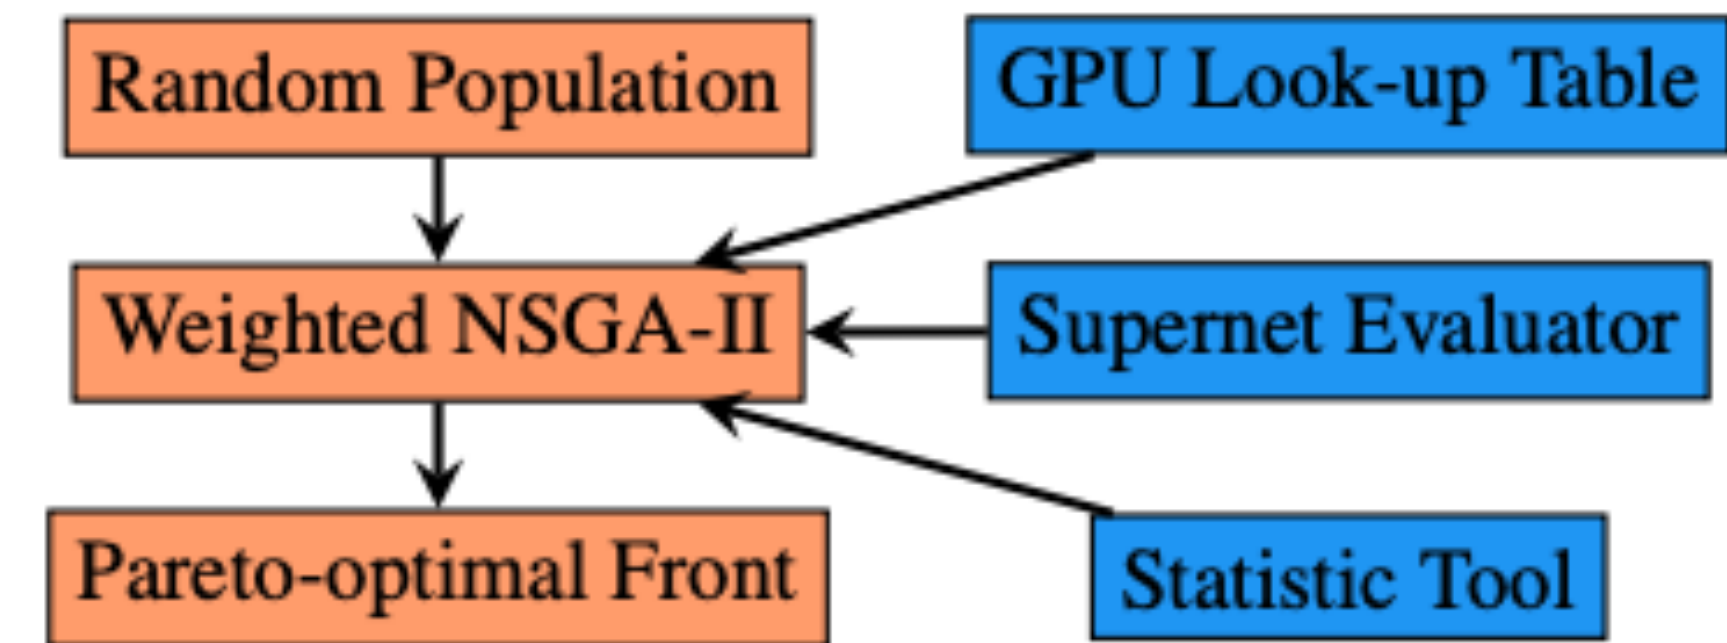 Random Population
GPU Look-up Table
Weighted NSGA-II
Supernet Evaluator
Pareto-optimal Front
Statistic Tool